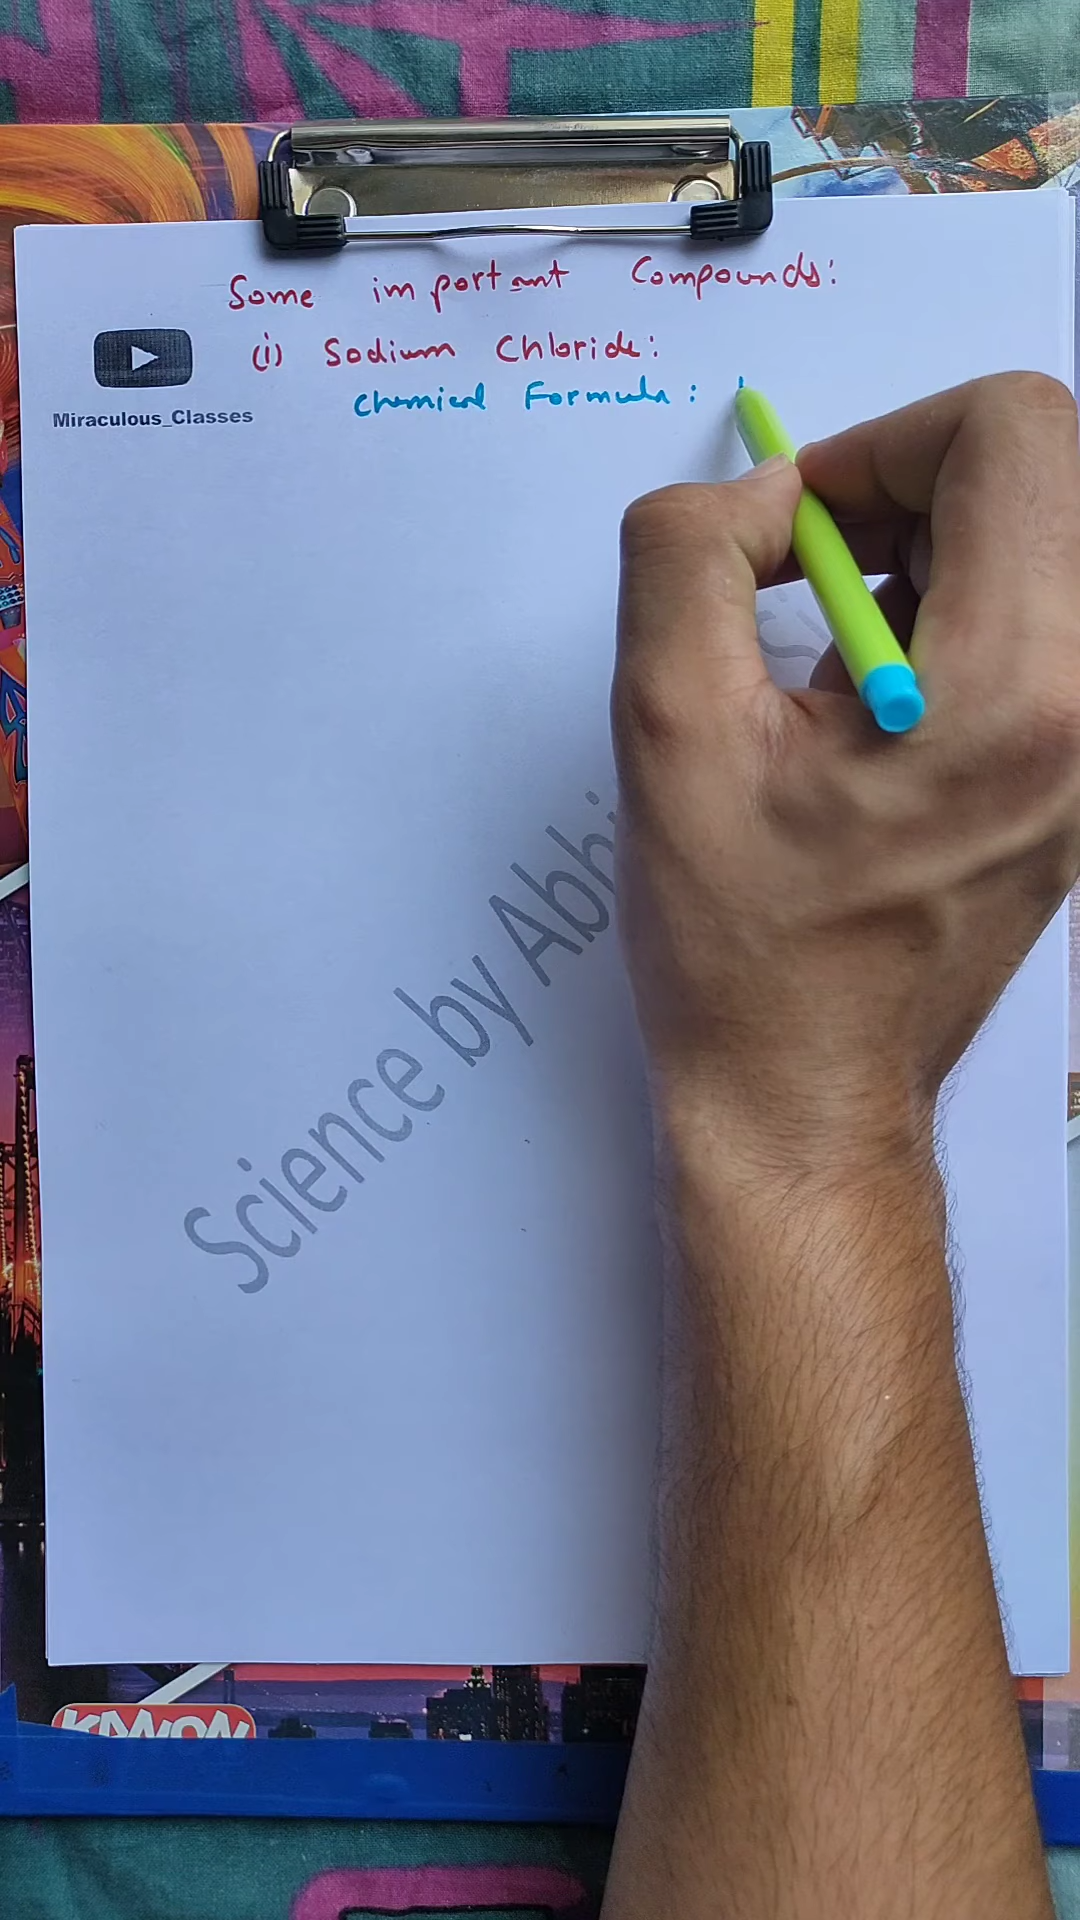 Some important Compounds:
(i) Sodium Chloride:
Chemical Formula:
Miraculous_Classes
Science by Abhi